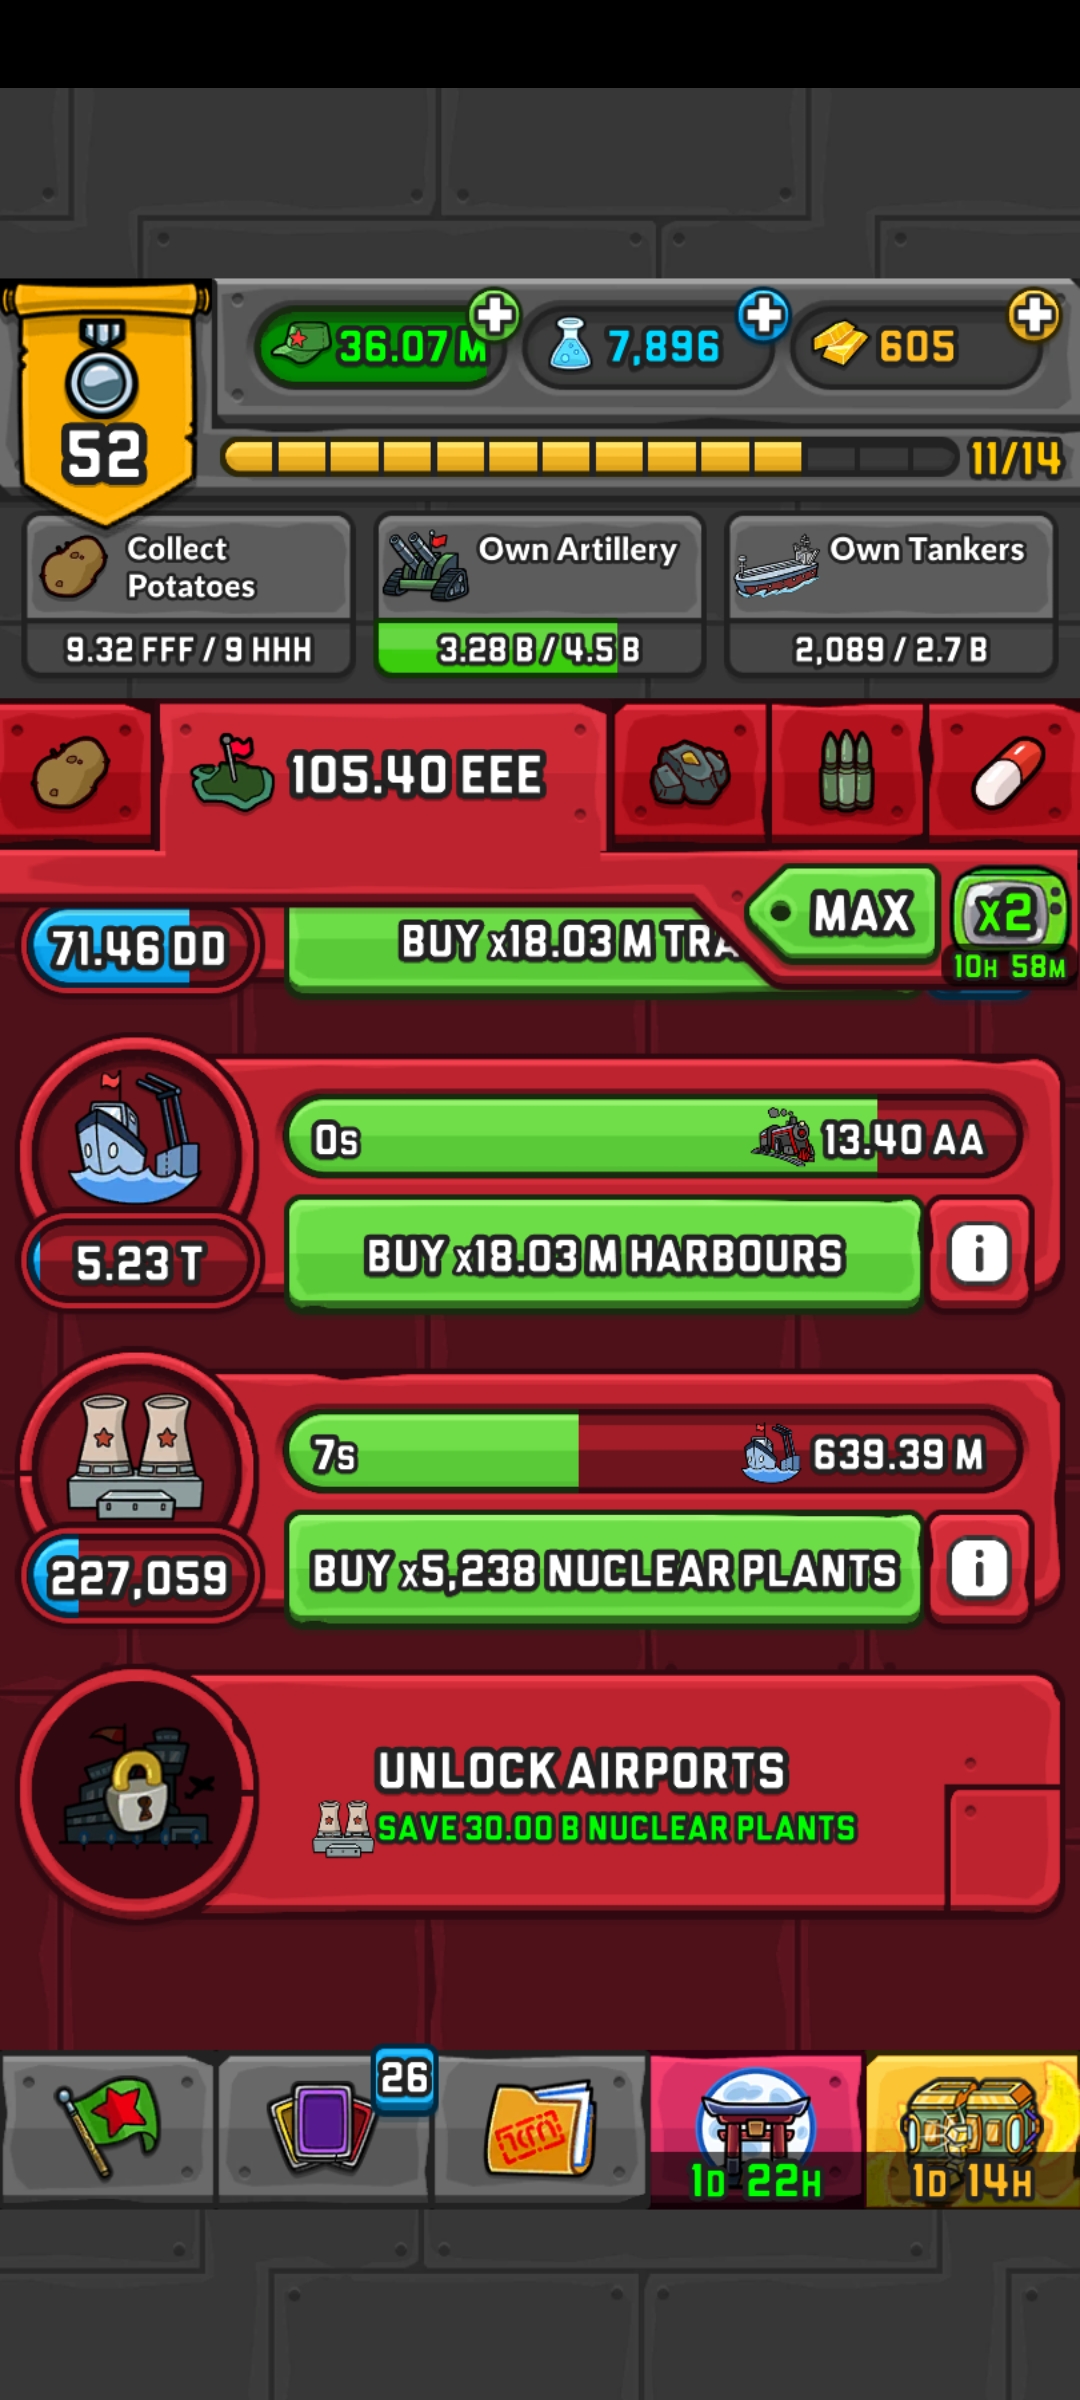 36.07 M
7,896
605
52
11/14
Collect
Potatoes
9.32 FFF / 9 HHH
Own Artillery
3.28 B / 4.5 B
Own Tankers
2,089 / 2.7 B
105.40 EEE
MAX
x2
10H 58M
71.46 DD
BUY x18.03 M TRA
0s
13.40 AA
5.23 T
BUY x18.03 M HARBOURS
i
7s
639.39 M
227,059
BUY x5,238 NUCLEAR PLANTS
i
UNLOCK AIRPORTS
SAVE 30.00 B NUCLEAR PLANTS
26
1D 22H
1D 14H